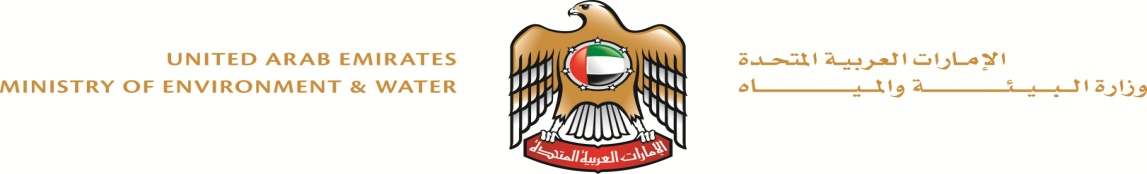 UNITED ARAB EMIRATES
MINISTRY OF ENVIRONMENT & WATER
الإمارات العربية المتحدة
الإمارات العربية المتحدة
وزارة البيئة والمياه